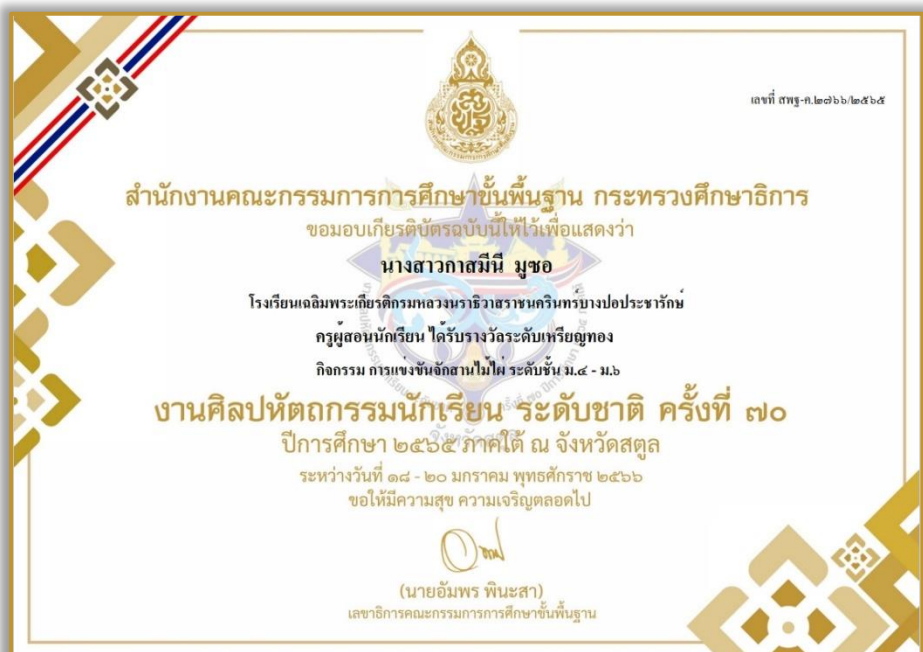 เลขที่ สพฐ-ค.๒๗๖๖/๒๕๖๕
สำนักงานคณะกรรมการการศึกษาขั้นพื้นฐาน กระทรวงศึกษาธิการ
ขอมอบเกียรติบัตรฉบับนี้ให้ไว้เพื่อแสดงว่า
นางสาวกาสมีนี มูซอ
โรงเรียนเฉลิมพระเกียรติกรมหลวงนราธิวาสราชนครินทร์บางปอประชารักษ์
ครูผู้สอนนักเรียน ได้รับรางวัลระดับเหรียญทอง
กิจกรรม การแข่งขันจักสานไม้ไผ่ ระดับชั้น ม.๔ - ม.๖
งานศิลปหัตถกรรมนักเรียน ระดับชาติ ครั้งที่ ๗๐
ปีการศึกษา ๒๕๖๕ ภาคใต้ ณ จังหวัดสตูล
ระหว่างวันที่ ๑๘ - ๒๐ มกราคม พุทธศักราช ๒๕๖๖
ขอให้มีความสุข ความเจริญตลอดไป
(นายอัมพร พินะสา)
เลขาธิการคณะกรรมการการศึกษาขั้นพื้นฐาน